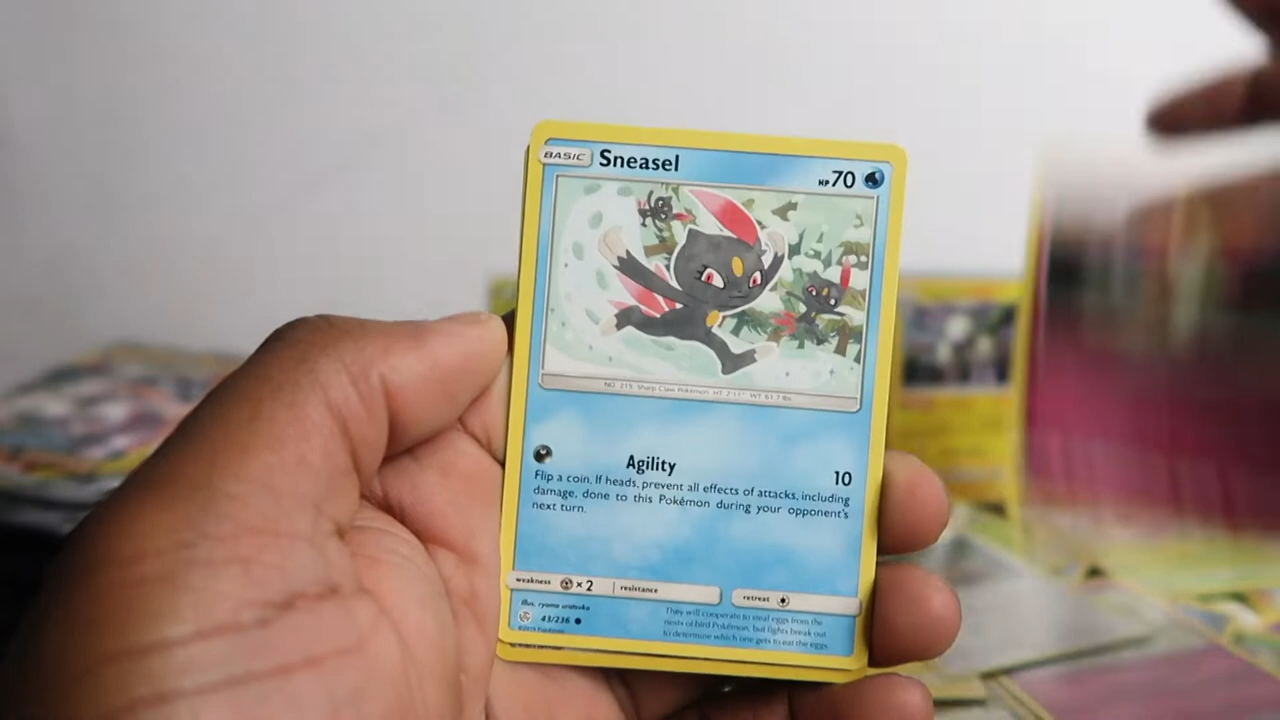 BASIC Sneasel HP 70
NO. 215 Sharp Claw Pokémon HT: 2'11" WT: 61.7 lbs.
Agility 10
Flip a coin. If heads, prevent all effects of attacks, including
damage, done to this Pokémon during your opponent's
next turn.
weakness ×2 resistance retreat
Illus. ryoma uratsuka
43/236
©2019 Pokémon
They will cooperate to steal eggs from the
nests of bird Pokémon, but fights break out
to determine which one gets to eat the eggs.